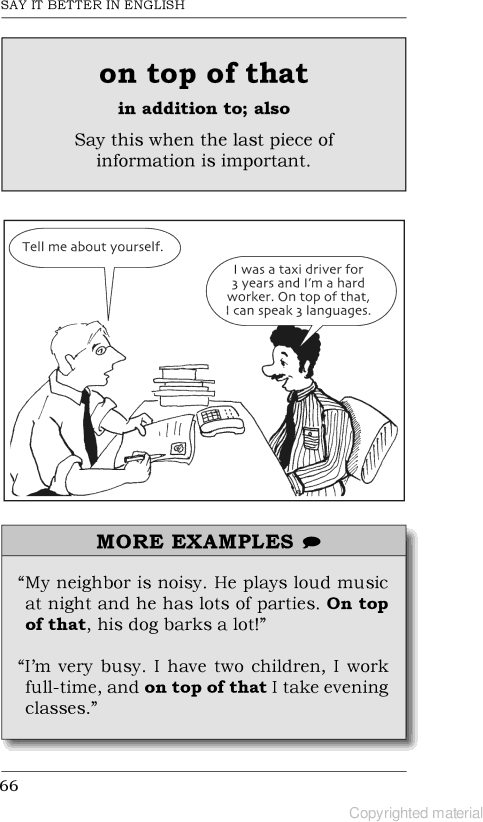 SAY IT BETTER IN ENGLISH
on top of that
in addition to; also
Say this when the last piece of
information is important.
Tell me about yourself.
I was a taxi driver for
3 years and I'm a hard
worker. On top of that,
I can speak 3 languages.
MORE EXAMPLES
“My neighbor is noisy. He plays loud music
at night and he has lots of parties. On top
of that, his dog barks a lot!”
“I'm very busy. I have two children, I work
full-time, and on top of that I take evening
classes.”
66
Copyrighted material